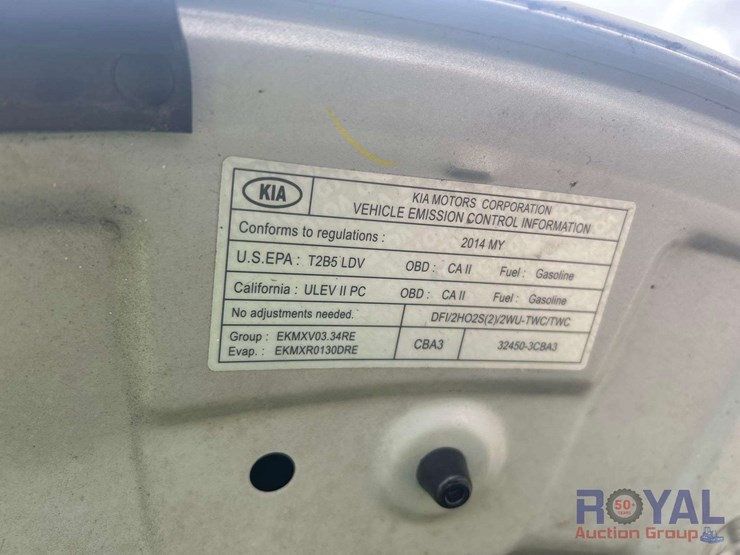 KIA
KIA MOTORS CORPORATION
VEHICLE EMISSION CONTROL INFORMATION
Conforms to regulations : 2014 MY
U.S.EPA : T2B5 LDV OBD : CA II Fuel : Gasoline
California : ULEV II PC OBD : CA II Fuel : Gasoline
No adjustments needed. DFI/2HO2S(2)/2WU-TWC/TWC
Group : EKMXV03.34RE
Evap. : EKMXR0130DRE
CBA3 32450-3CBA3
ROYAL
50+
YEARS
Auction Group